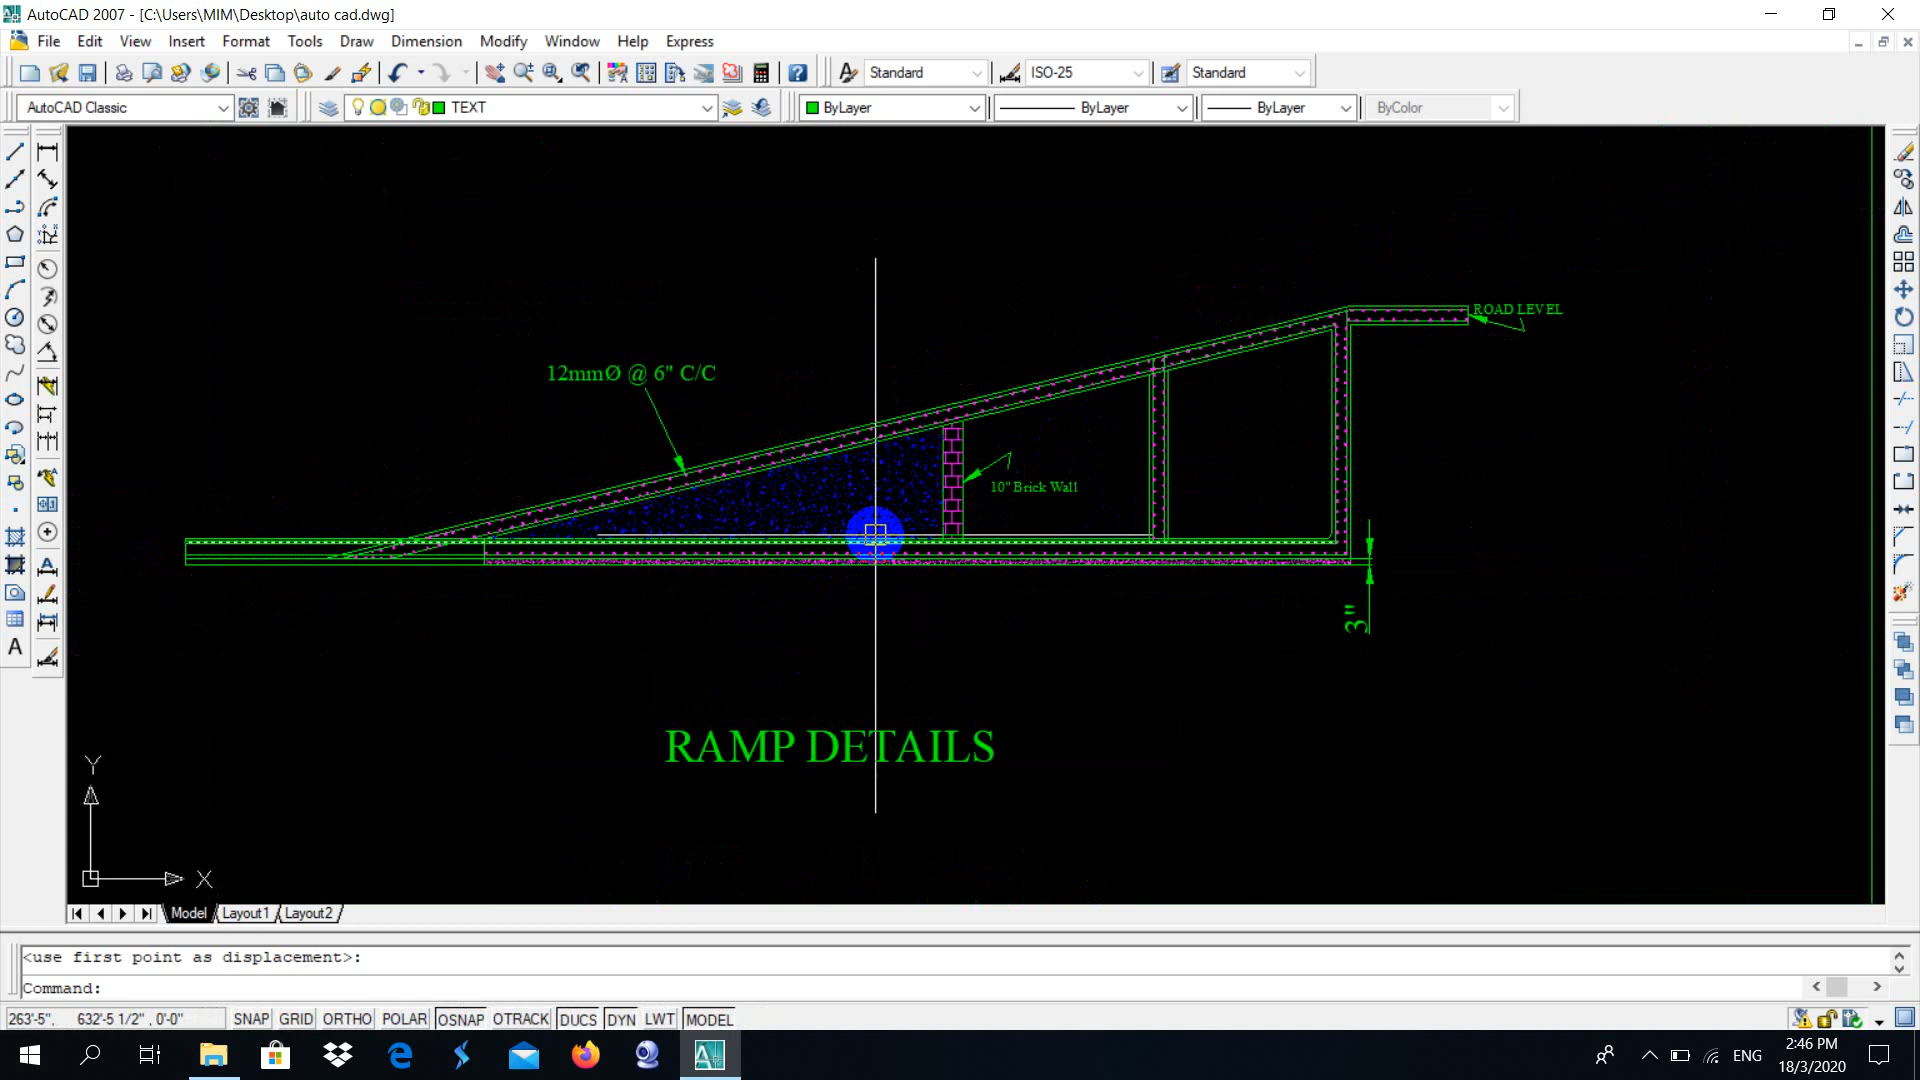 AutoCAD 2007 - [C:\Users\MIM\Desktop\auto cad.dwg]
File Edit View Insert Format Tools Draw Dimension Modify Window Help Express
Standard ISO-25 Standard
AutoCAD Classic TEXT ByLayer ByLayer ByLayer ByColor
ROAD LEVEL
12mmØ @ 6" C/C
10" Brick Wall
3"
RAMP DETAILS
Y
X
Model Layout1 Layout2
<use first point as displacement>:
Command:
263'-5", 632'-5 1/2" , 0'-0" SNAP GRID ORTHO POLAR OSNAP OTRACK DUCS DYN LWT MODEL
ENG
2:46 PM
18/3/2020